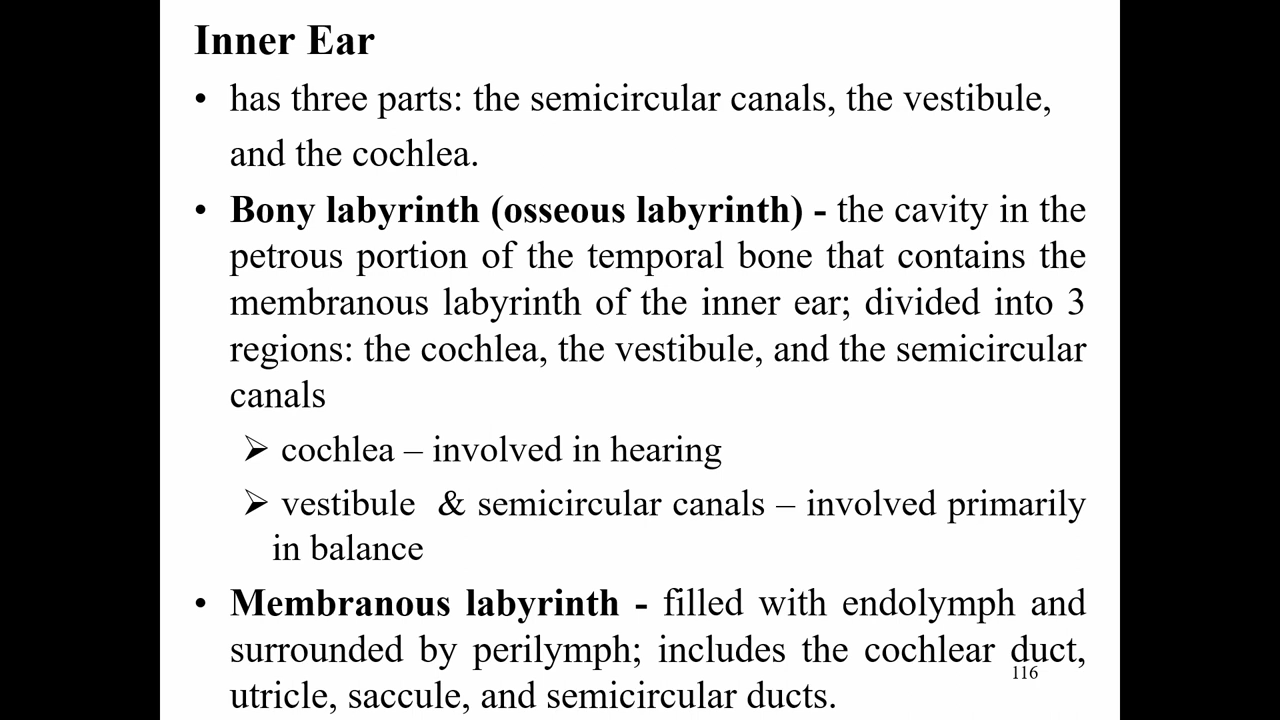 Inner Ear
• has three parts: the semicircular canals, the vestibule,
and the cochlea.
• Bony labyrinth (osseous labyrinth) - the cavity in the
petrous portion of the temporal bone that contains the
membranous labyrinth of the inner ear; divided into 3
regions: the cochlea, the vestibule, and the semicircular
canals
➢ cochlea – involved in hearing
➢ vestibule & semicircular canals – involved primarily
in balance
• Membranous labyrinth - filled with endolymph and
surrounded by perilymph; includes the cochlear duct,
utricle, saccule, and semicircular ducts.
116